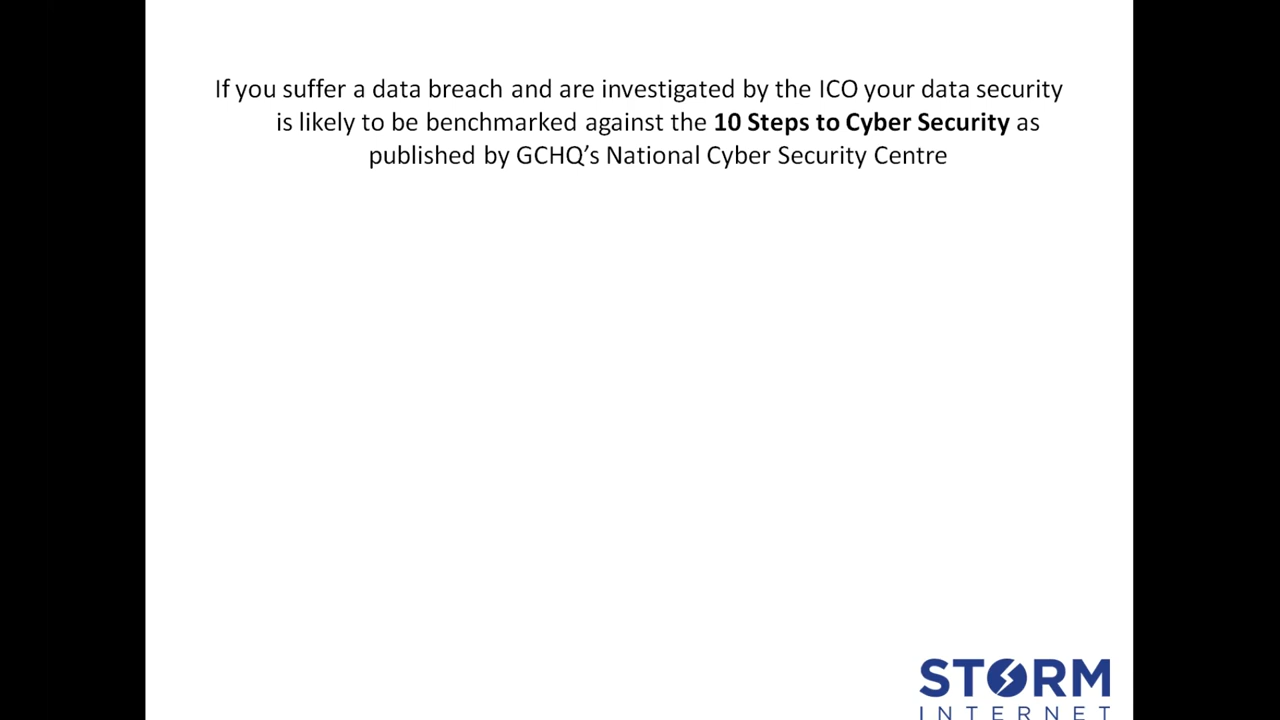 If you suffer a data breach and are investigated by the ICO your data security
is likely to be benchmarked against the 10 Steps to Cyber Security as
published by GCHQ’s National Cyber Security Centre
STORM
INTERNET